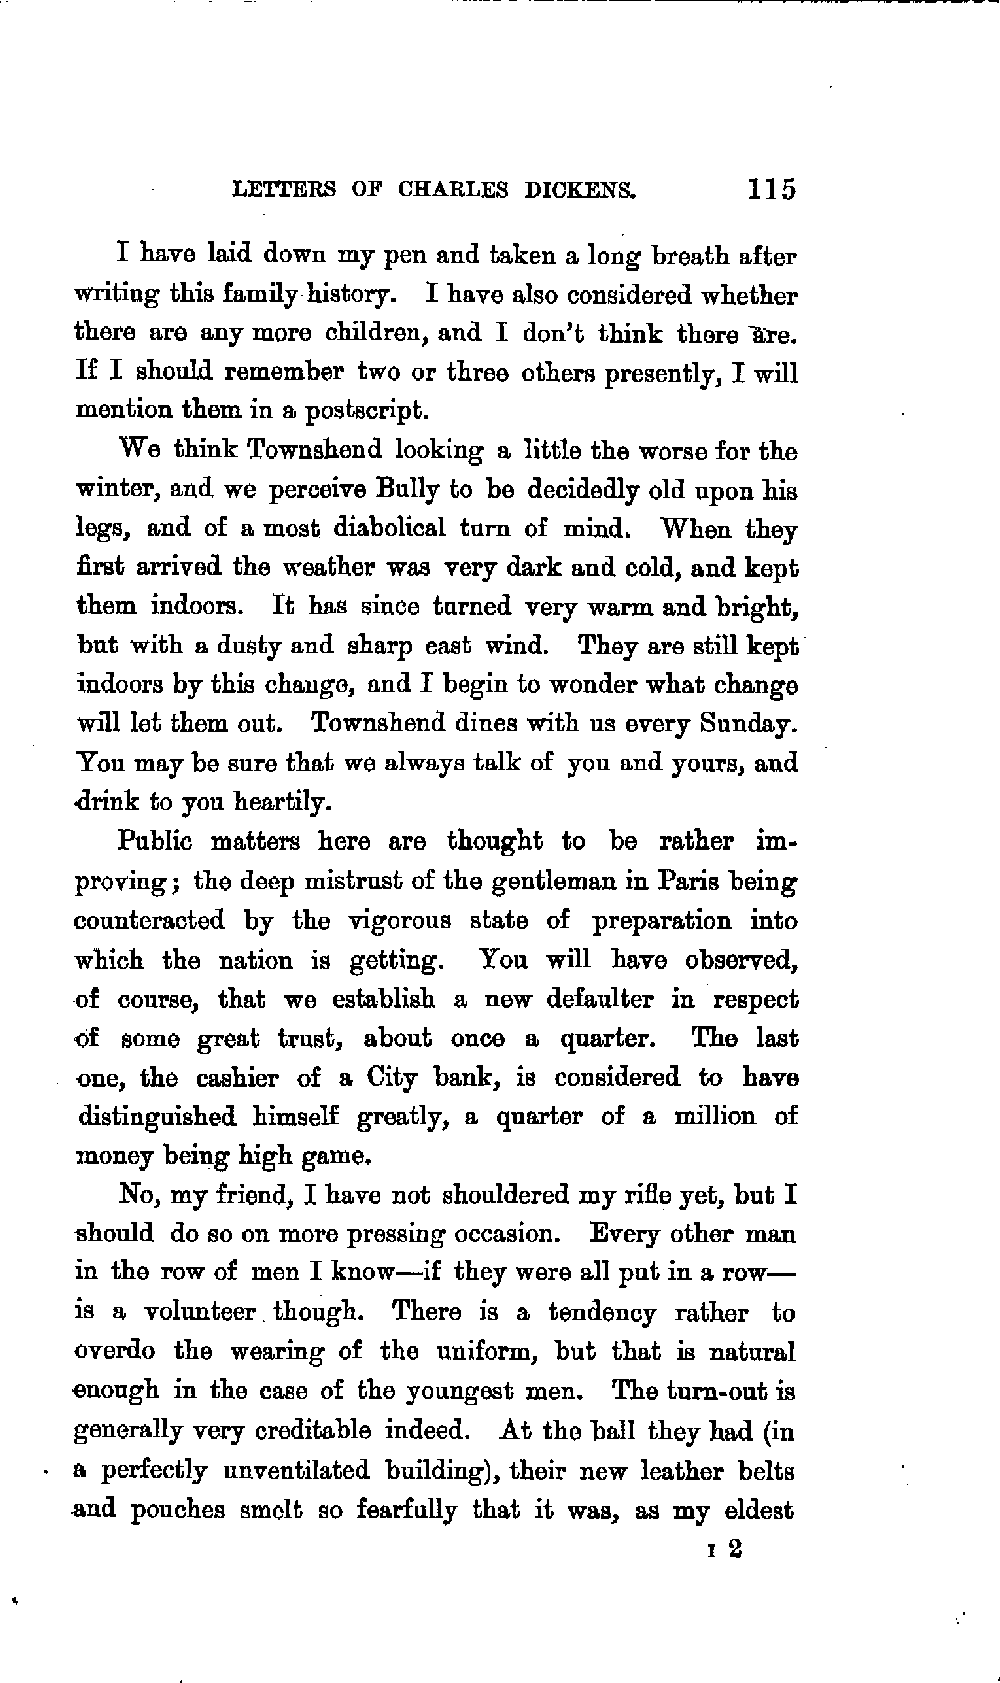 LETTERS OF CHARLES DICKENS. 115
I have laid down my pen and taken a long breath after
writing this family history. I have also considered whether
there are any more children, and I don't think there are.
If I should remember two or three others presently, I will
mention them in a postscript.
We think Townshend looking a little the worse for the
winter, and we perceive Bully to be decidedly old upon his
legs, and of a most diabolical turn of mind. When they
first arrived the weather was very dark and cold, and kept
them indoors. It has since turned very warm and bright,
but with a dusty and sharp east wind. They are still kept
indoors by this change, and I begin to wonder what change
will let them out. Townshend dines with us every Sunday.
You may be sure that we always talk of you and yours, and
drink to you heartily.
Public matters here are thought to be rather im-
proving; the deep mistrust of the gentleman in Paris being
counteracted by the vigorous state of preparation into
which the nation is getting. You will have observed,
of course, that we establish a new defaulter in respect
of some great trust, about once a quarter. The last
one, the cashier of a City bank, is considered to have
distinguished himself greatly, a quarter of a million of
money being high game.
No, my friend, I have not shouldered my rifle yet, but I
should do so on more pressing occasion. Every other man
in the row of men I know—if they were all put in a row—
is a volunteer though. There is a tendency rather to
overdo the wearing of the uniform, but that is natural
enough in the case of the youngest men. The turn-out is
generally very creditable indeed. At the ball they had (in
a perfectly unventilated building), their new leather belts
and pouches smelt so fearfully that it was, as my eldest
I 2